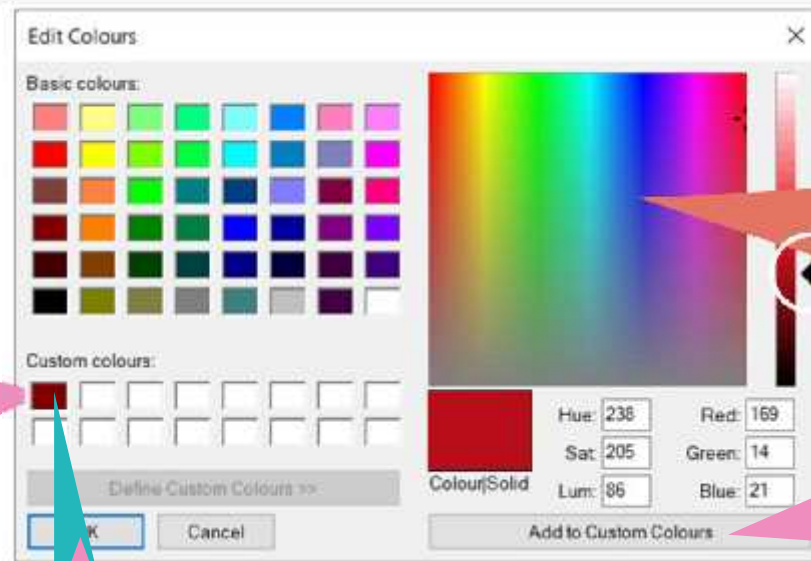 Edit Colours
Basic colours:
Custom colours:
Define Custom Colours >>
Cancel
Colour|Solid
Hue: 238
Sat: 205
Lum: 86
Red: 169
Green: 14
Blue: 21
Add to Custom Colours